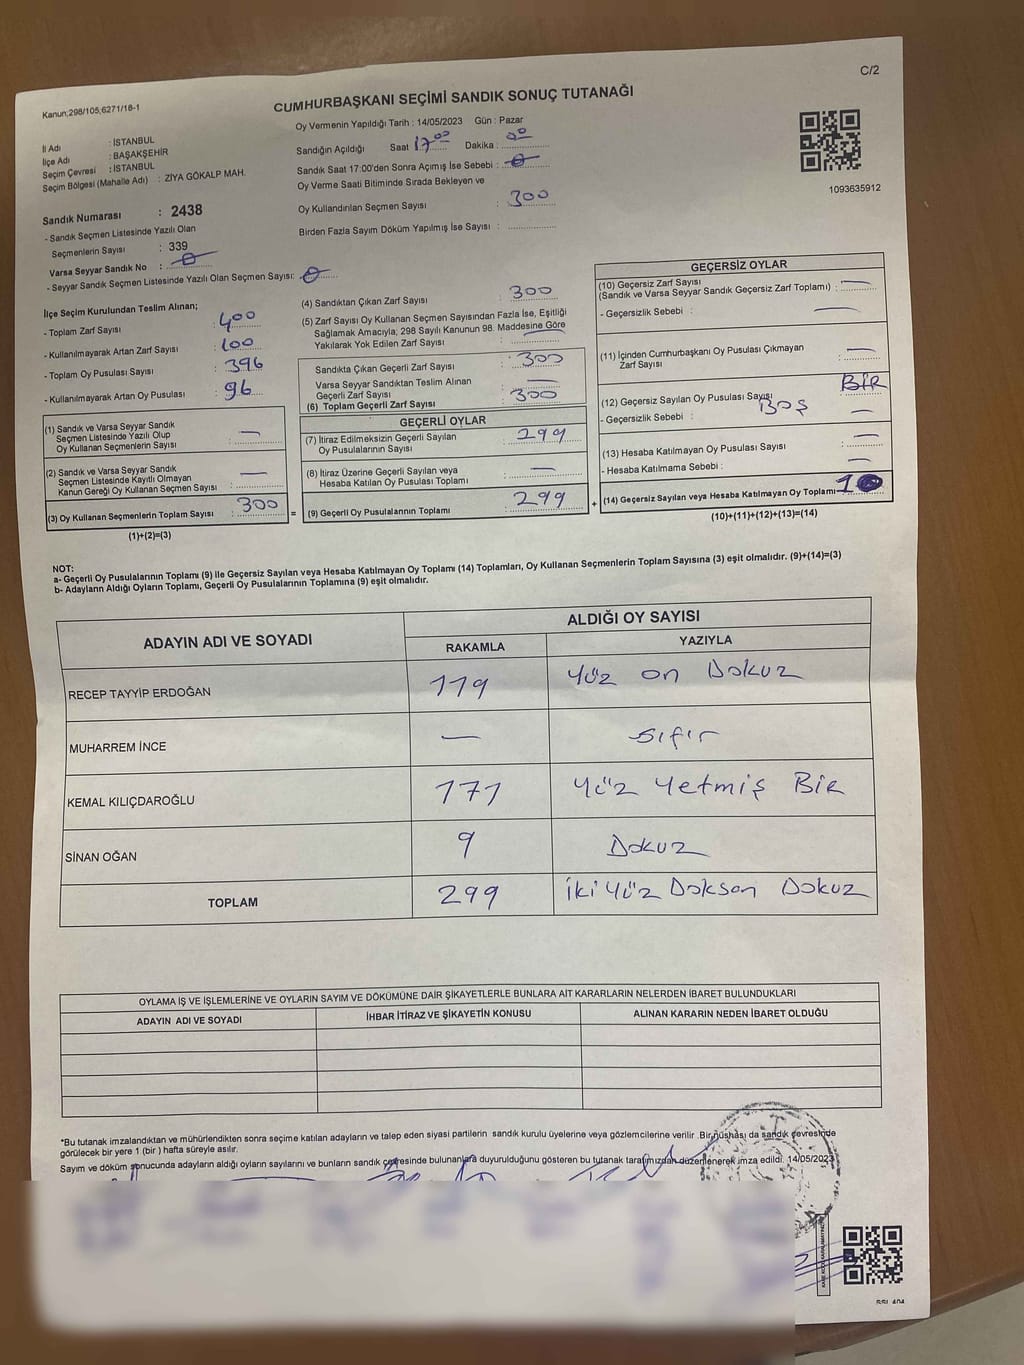 C/2
Kanun;298/105;6271/18-1
CUMHURBAŞKANI SEÇİMİ SANDIK SONUÇ TUTANAĞI
Oy Vermenin Yapıldığı Tarih : 14/05/2023 Gün : Pazar
İl Adı : İSTANBUL
İlçe Adı : BAŞAKŞEHİR
Seçim Çevresi : İSTANBUL
Seçim Bölgesi (Mahalle Adı) : ZİYA GÖKALP MAH.
Sandığın Açıldığı Saat 17.00 Dakika : 00
Sandık Saat 17:00'den Sonra Açımış İse Sebebi : 0
Oy Verme Saati Bitiminde Sırada Bekleyen ve
Oy Kullandırılan Seçmen Sayısı : 300
Birden Fazla Sayım Döküm Yapılmış İse Sayısı :
1093635912
Sandık Numarası : 2438
- Sandık Seçmen Listesinde Yazılı Olan
Seçmenlerin Sayısı : 339
Varsa Seyyar Sandık No : 0
- Seyyar Sandık Seçmen Listesinde Yazılı Olan Seçmen Sayısı: 0
İlçe Seçim Kurulundan Teslim Alınan;
- Toplam Zarf Sayısı : 400
- Kullanılmayarak Artan Zarf Sayısı : 100
- Toplam Oy Pusulası Sayısı : 396
- Kullanılmayarak Artan Oy Pusulası : 96
(1) Sandık ve Varsa Seyyar Sandık
Seçmen Listesinde Yazılı Olup
Oy Kullanan Seçmenlerin Sayısı : —
(2) Sandık ve Varsa Seyyar Sandık
Seçmen Listesinde Kayıtlı Olmayan
Kanun Gereği Oy Kullanan Seçmen Sayısı : —
(3) Oy Kullanan Seçmenlerin Toplam Sayısı : 300
(1)+(2)=(3)
(4) Sandıktan Çıkan Zarf Sayısı : 300
(5) Zarf Sayısı Oy Kullanan Seçmen Sayısından Fazla İse, Eşitliği
Sağlamak Amacıyla; 298 Sayılı Kanunun 98. Maddesine Göre
Yakılarak Yok Edilen Zarf Sayısı : —
Sandıkta Çıkan Geçerli Zarf Sayısı : 300
Varsa Seyyar Sandıktan Teslim Alınan
Geçerli Zarf Sayısı : —
(6) Toplam Geçerli Zarf Sayısı : 300
GEÇERLİ OYLAR
(7) İtiraz Edilmeksizin Geçerli Sayılan
Oy Pusulalarının Sayısı : 299
(8) İtiraz Üzerine Geçerli Sayılan veya
Hesaba Katılan Oy Pusulası Toplamı : —
= (9) Geçerli Oy Pusulalarının Toplamı : 299
GEÇERSİZ OYLAR
(10) Geçersiz Zarf Sayısı
(Sandık ve Varsa Seyyar Sandık Geçersiz Zarf Toplamı) : —
- Geçersizlik Sebebi : —
(11) İçinden Cumhurbaşkanı Oy Pusulası Çıkmayan
Zarf Sayısı : —
(12) Geçersiz Sayılan Oy Pusulası Sayısı : BİR
- Geçersizlik Sebebi : BOŞ —
(13) Hesaba Katılmayan Oy Pusulası Sayısı : —
- Hesaba Katılmama Sebebi : —
+ (14) Geçersiz Sayılan veya Hesaba Katılmayan Oy Toplamı : 1
(10)+(11)+(12)+(13)=(14)
NOT:
a- Geçerli Oy Pusulalarının Toplamı (9) ile Geçersiz Sayılan veya Hesaba Katılmayan Oy Toplamı (14) Toplamları, Oy Kullanan Seçmenlerin Toplam Sayısına (3) eşit olmalıdır. (9)+(14)=(3)
b- Adayların Aldığı Oyların Toplamı, Geçerli Oy Pusulalarının Toplamına (9) eşit olmalıdır.
ADAYIN ADI VE SOYADI ALDIĞI OY SAYISI
RAKAMLA YAZIYLA
RECEP TAYYİP ERDOĞAN 119 Yüz on Dokuz
MUHARREM İNCE — Sıfır
KEMAL KILIÇDAROĞLU 171 Yüz Yetmiş Bir
SİNAN OĞAN 9 Dokuz
TOPLAM 299 İki Yüz Doksan Dokuz
OYLAMA İŞ VE İŞLEMLERİNE VE OYLARIN SAYIM VE DÖKÜMÜNE DAİR ŞİKAYETLERLE BUNLARA AİT KARARLARIN NELERDEN İBARET BULUNDUKLARI
ADAYIN ADI VE SOYADI İHBAR İTİRAZ VE ŞİKAYETİN KONUSU ALINAN KARARIN NEDEN İBARET OLDUĞU
*Bu tutanak imzalandıktan ve mühürlendikten sonra seçime katılan adayların ve talep eden siyasi partilerin sandık kurulu üyelerine veya gözlemcilerine verilir .Bir nüshası da sandık çevresinde
görülecek bir yere 1 (bir ) hafta süreyle asılır.
Sayım ve döküm sonucunda adayların aldığı oyların sayılarını ve bunların sandık çevresinde bulunanlara duyurulduğunu gösteren bu tutanak tarafımızdan düzenlenerek imza edildi. 14/05/2023